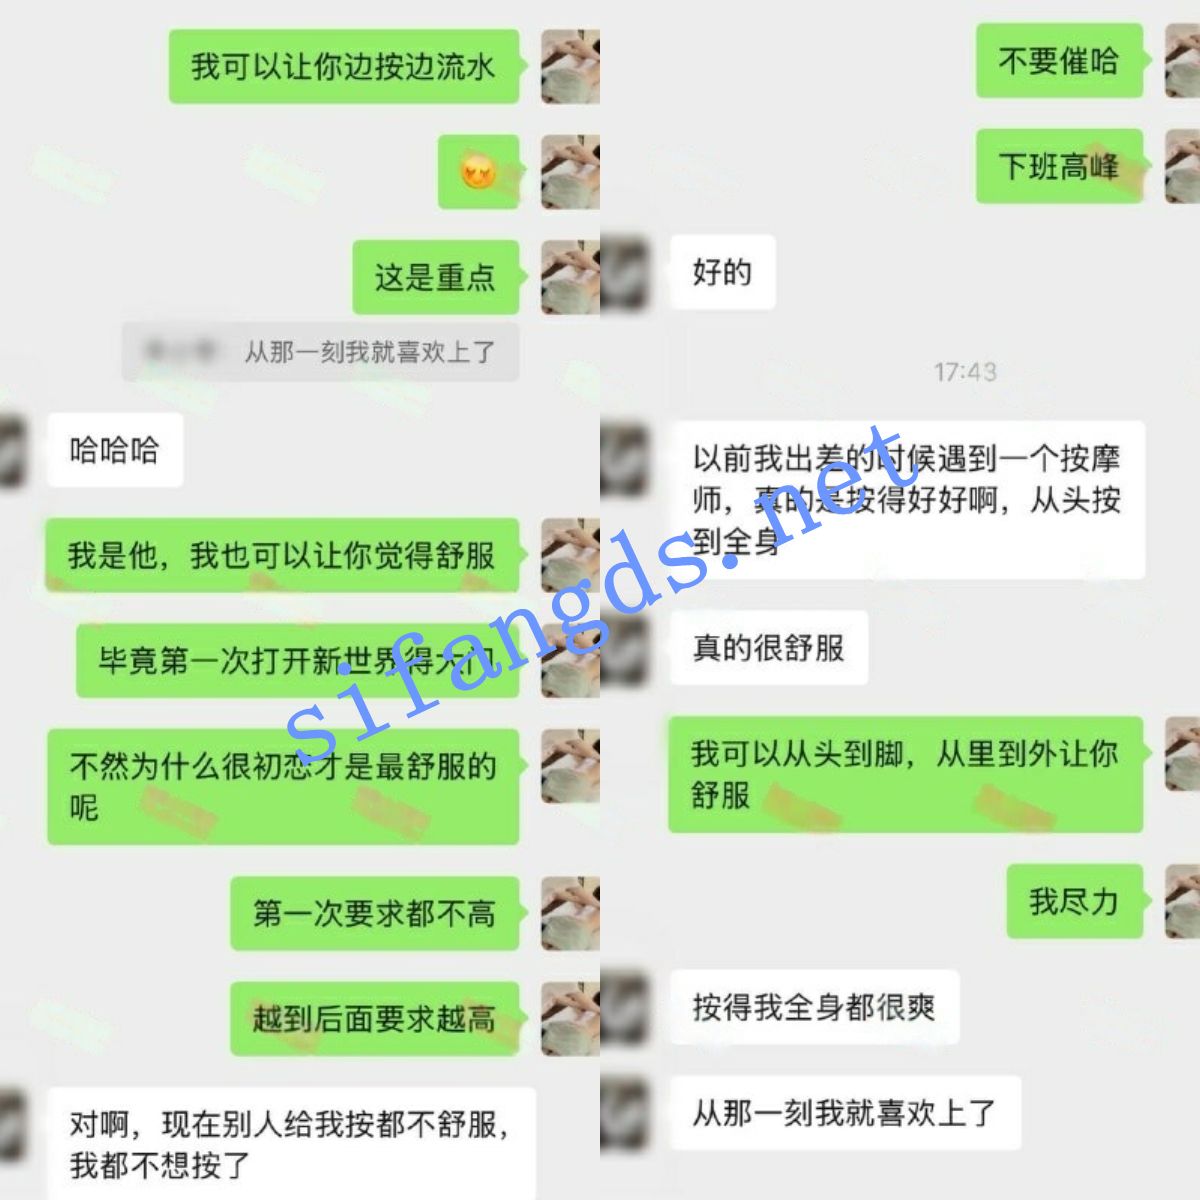 我可以让你边按边流水
这是重点
从那一刻我就喜欢上了
哈哈哈
我是他，我也可以让你觉得舒服
毕竟第一次打开新世界得大门
不然为什么很初恋才是最舒服的
呢
第一次要求都不高
越到后面要求越高
对啊，现在别人给我按都不舒服，
我都不想按了
不要催哈
下班高峰
好的
17:43
以前我出差的时候遇到一个按摩
师，真的是按得好好啊，从头按
到全身
真的很舒服
我可以从头到脚，从里到外让你
舒服
我尽力
按得我全身都很爽
从那一刻我就喜欢上了
sifangds.net